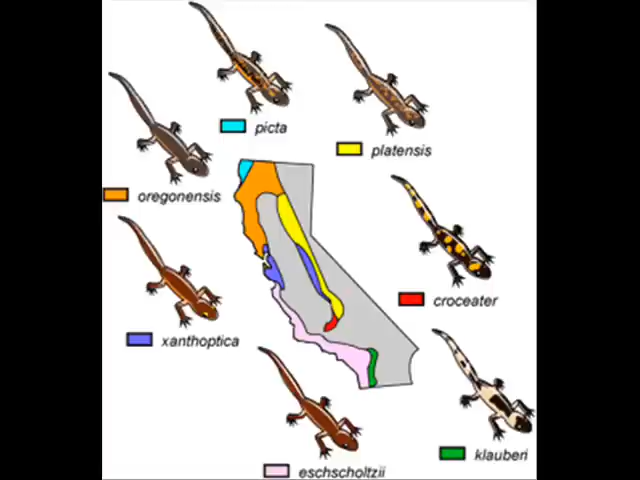 picta
platensis
oregonensis
croceater
xanthoptica
klauberi
eschscholtzii